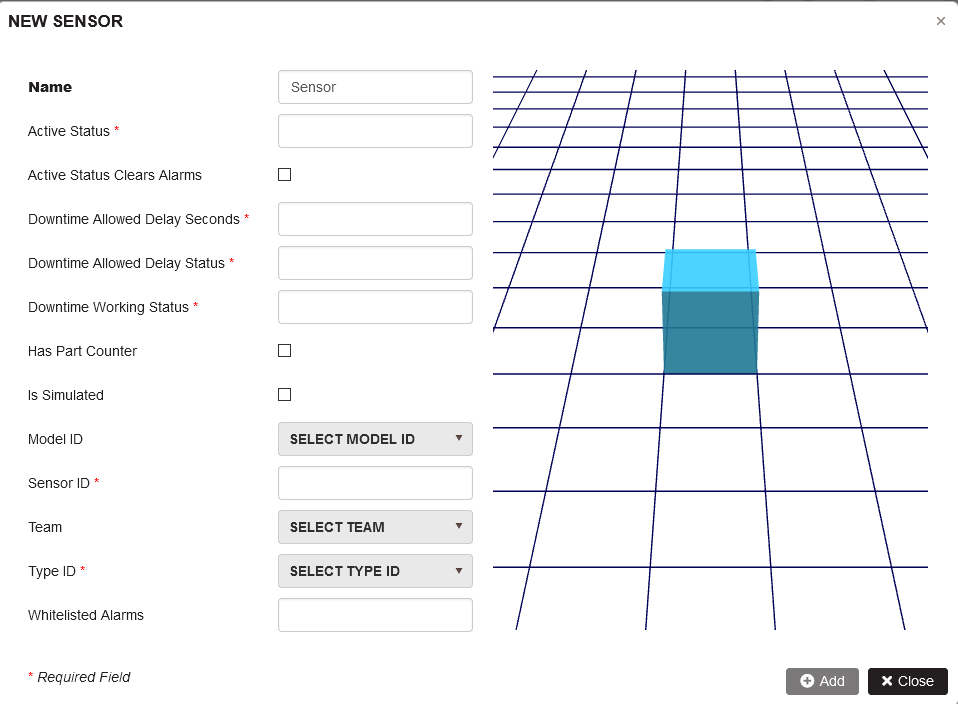 NEW SENSOR ×
Name Sensor
Active Status *
Active Status Clears Alarms
Downtime Allowed Delay Seconds *
Downtime Allowed Delay Status *
Downtime Working Status *
Has Part Counter
Is Simulated
Model ID SELECT MODEL ID
Sensor ID *
Team SELECT TEAM
Type ID * SELECT TYPE ID
Whitelisted Alarms
* Required Field
Add Close